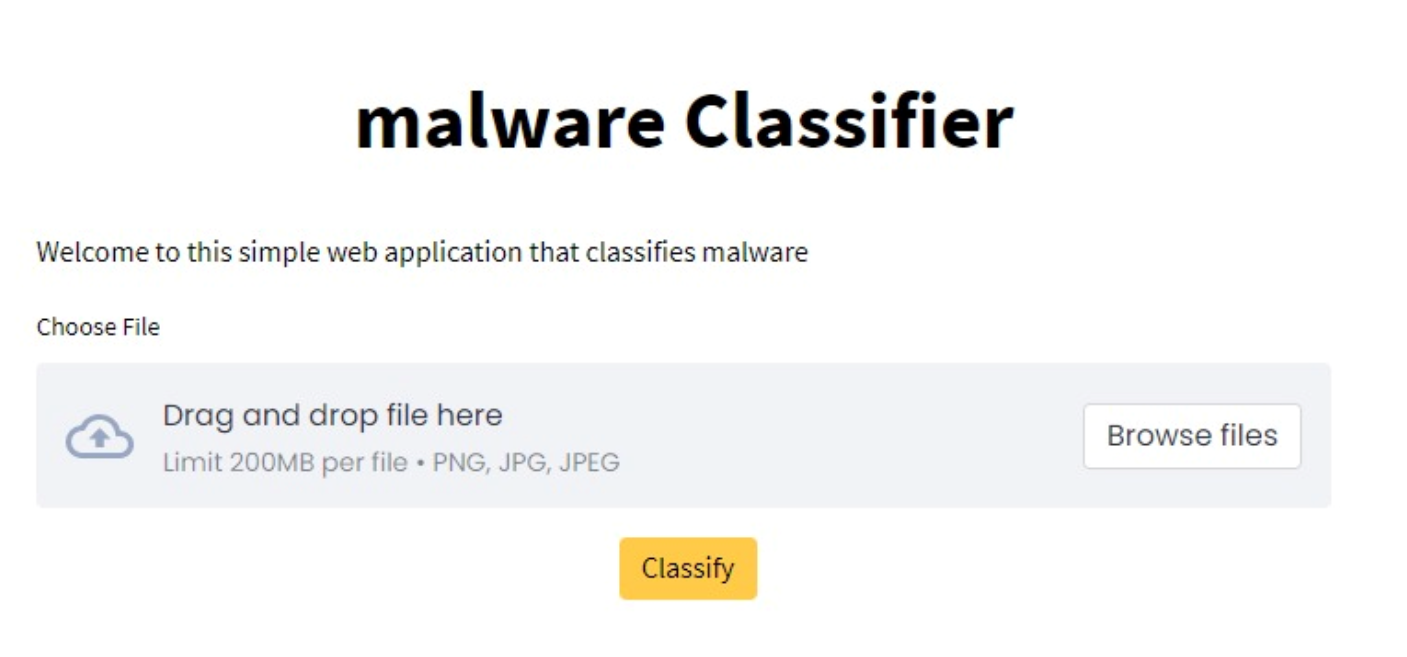 malware Classifier
Welcome to this simple web application that classifies malware
Choose File
Drag and drop file here
Limit 200MB per file • PNG, JPG, JPEG
Browse files
Classify